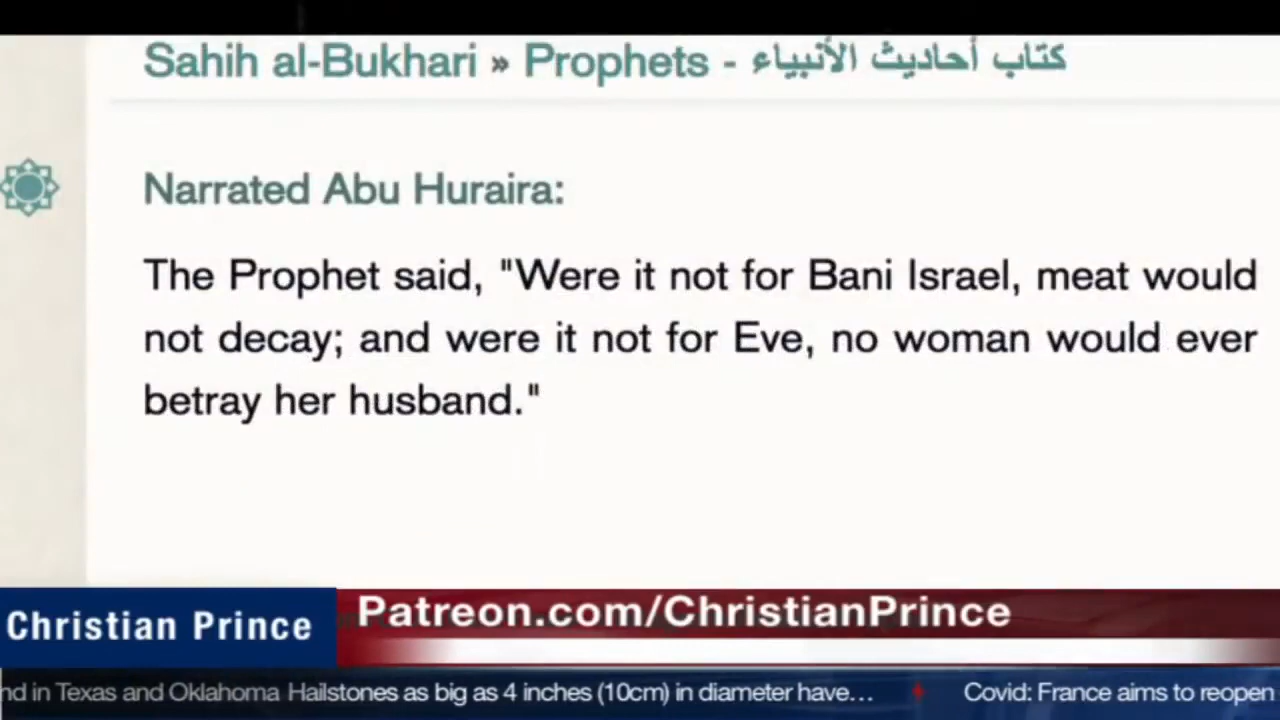 Sahih al-Bukhari » Prophets - كتاب أحاديث الأنبياء
Narrated Abu Huraira:
The Prophet said, "Were it not for Bani Israel, meat would
not decay; and were it not for Eve, no woman would ever
betray her husband."
Christian Prince
Patreon.com/ChristianPrince
nd in Texas and Oklahoma Hailstones as big as 4 inches (10cm) in diameter have... ♦ Covid: France aims to reopen